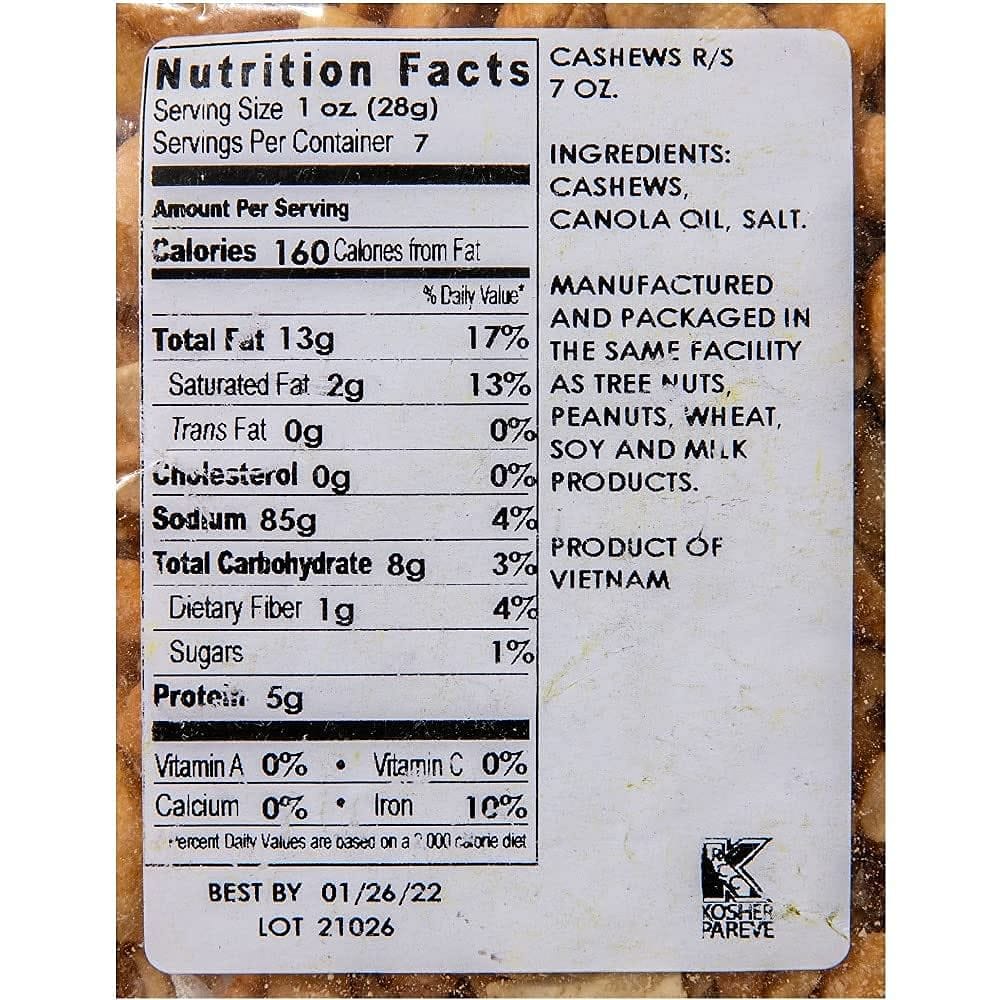 Nutrition Facts
Serving Size 1 oz. (28g)
Servings Per Container 7
Amount Per Serving
Calories 160 Calories from Fat
% Daily Value*
Total Fat 13g 17%
Saturated Fat 2g 13%
Trans Fat 0g 0%
Cholesterol 0g 0%
Sodium 85g 4%
Total Carbohydrate 8g 3%
Dietary Fiber 1g 4%
Sugars 1%
Protein 5g
Vitamin A 0% • Vitamin C 0%
Calcium 0% • Iron 10%
*Percent Daily Values are based on a 2,000 calorie diet
BEST BY 01/26/22
LOT 21026
CASHEWS R/S
7 OZ.
INGREDIENTS:
CASHEWS,
CANOLA OIL, SALT.
MANUFACTURED
AND PACKAGED IN
THE SAME FACILITY
AS TREE NUTS,
PEANUTS, WHEAT,
SOY AND MILK
PRODUCTS.
PRODUCT OF
VIETNAM
K
KOSHER
PAREVE